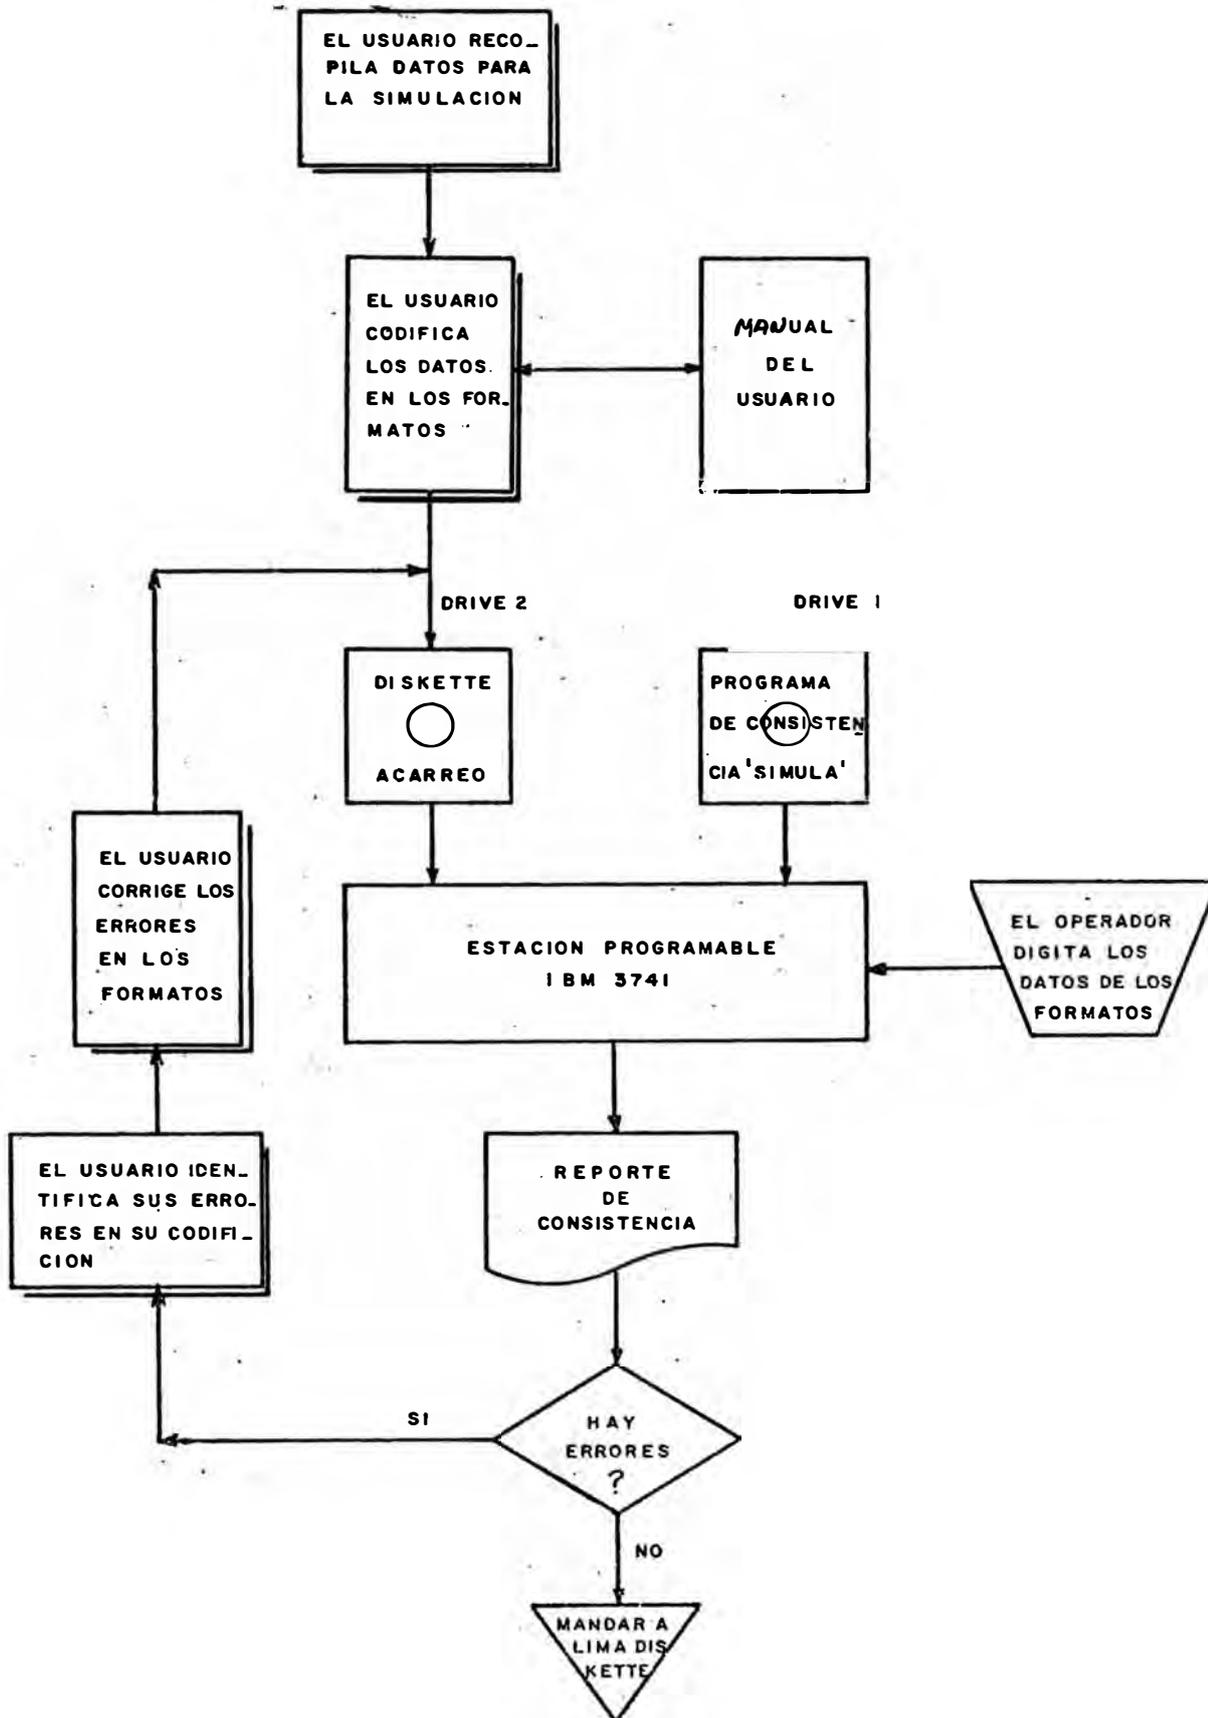 EL USUARIO RECO_
PILA DATOS PARA
LA SIMULACION
EL USUARIO
CODIFICA
LOS DATOS.
EN LOS FOR_
MATOS
MANUAL
DEL
USUARIO
DRIVE 2
DRIVE 1
DISKETTE
ACARREO
PROGRAMA
DE CONSISTEN
CIA 'SIMULA'
EL USUARIO
CORRIGE LOS
ERRORES
EN LOS
FORMATOS
ESTACION PROGRAMABLE
IBM 3741
EL OPERADOR
DIGITA LOS
DATOS DE LOS
FORMATOS
EL USUARIO IDEN_
TIFICA SUS ERRO_
RES EN SU CODIFI_
CION
REPORTE
DE
CONSISTENCIA
SI
HAY
ERRORES
?
NO
MANDAR A
LIMA DIS
KETTE